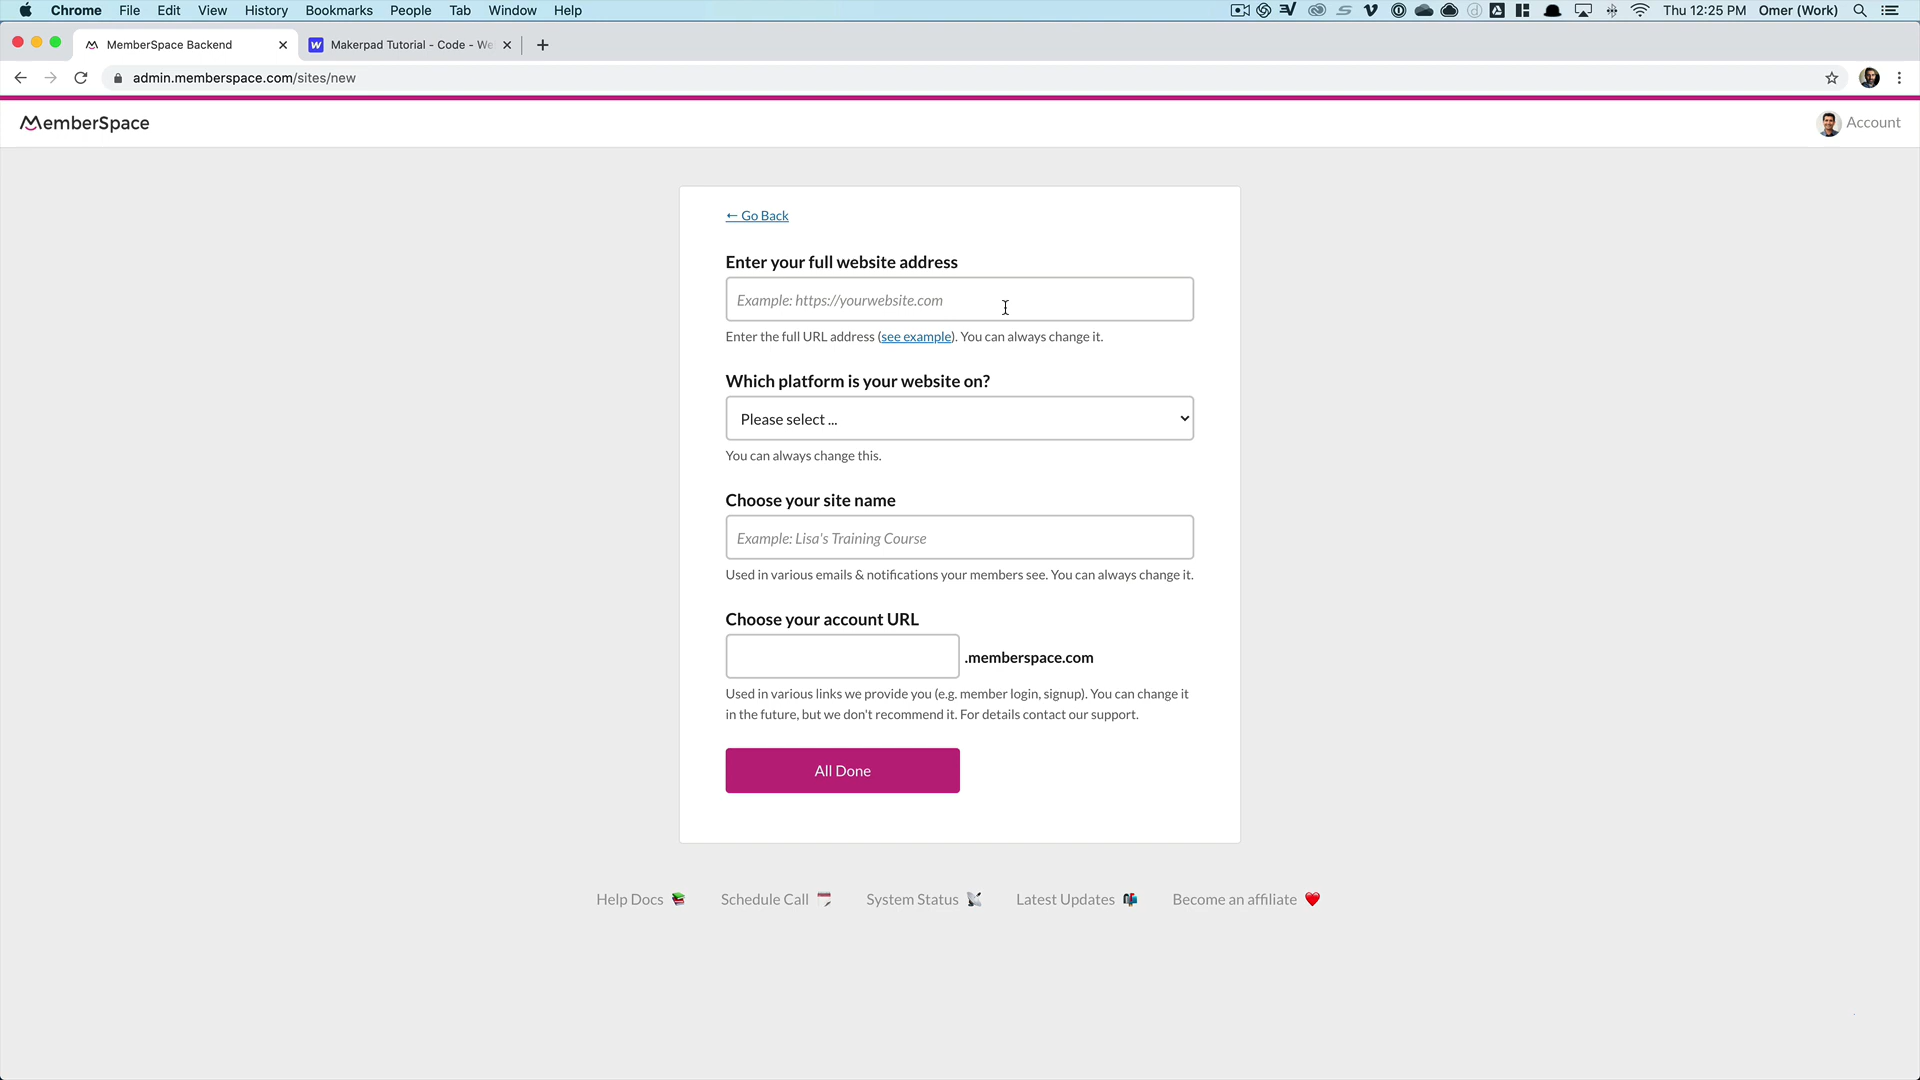 Chrome File Edit View History Bookmarks People Tab Window Help Thu 12:25 PM Omer (Work)
MemberSpace Backend Makerpad Tutorial - Code - We
admin.memberspace.com/sites/new
MemberSpace Account
← Go Back
Enter your full website address
Example: https://yourwebsite.com
Enter the full URL address (see example). You can always change it.
Which platform is your website on?
Please select ...
You can always change this.
Choose your site name
Example: Lisa's Training Course
Used in various emails & notifications your members see. You can always change it.
Choose your account URL
.memberspace.com
Used in various links we provide you (e.g. member login, signup). You can change it
in the future, but we don't recommend it. For details contact our support.
All Done
Help Docs Schedule Call System Status Latest Updates Become an affiliate